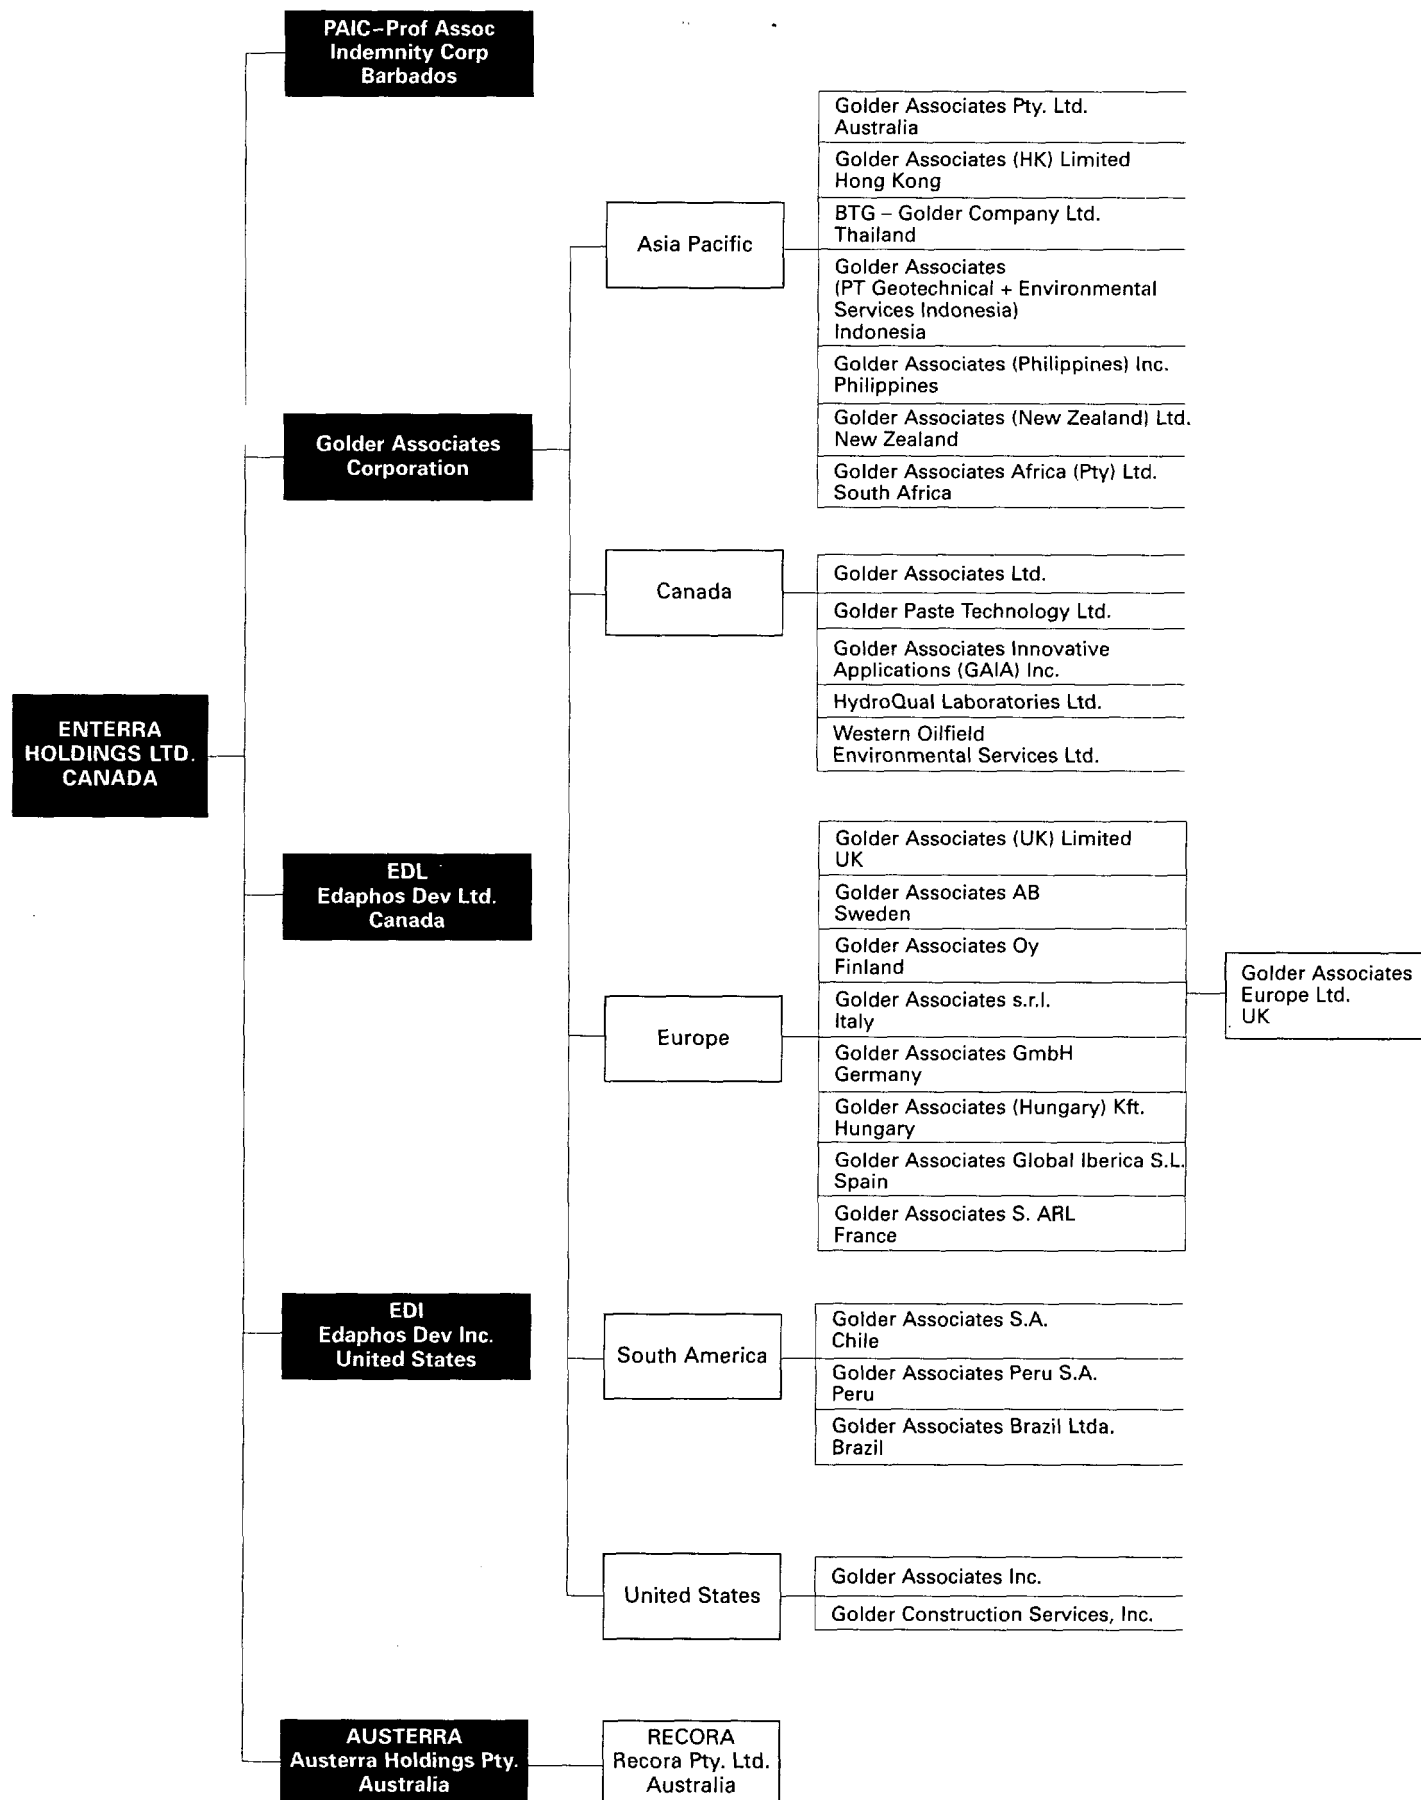 PAIC–Prof Assoc
Indemnity Corp
Barbados
Golder Associates Pty. Ltd.
Australia
Golder Associates (HK) Limited
Hong Kong
BTG – Golder Company Ltd.
Thailand
Asia Pacific
Golder Associates
(PT Geotechnical + Environmental
Services Indonesia)
Indonesia
Golder Associates (Philippines) Inc.
Philippines
Golder Associates (New Zealand) Ltd.
New Zealand
Golder Associates Africa (Pty) Ltd.
South Africa
Golder Associates
Corporation
Canada
Golder Associates Ltd.
Golder Paste Technology Ltd.
Golder Associates Innovative
Applications (GAIA) Inc.
HydroQual Laboratories Ltd.
Western Oilfield
Environmental Services Ltd.
ENTERRA
HOLDINGS LTD.
CANADA
EDL
Edaphos Dev Ltd.
Canada
Europe
Golder Associates (UK) Limited
UK
Golder Associates AB
Sweden
Golder Associates Oy
Finland
Golder Associates s.r.l.
Italy
Golder Associates GmbH
Germany
Golder Associates (Hungary) Kft.
Hungary
Golder Associates Global Iberica S.L.
Spain
Golder Associates S. ARL
France
Golder Associates
Europe Ltd.
UK
EDI
Edaphos Dev Inc.
United States
South America
Golder Associates S.A.
Chile
Golder Associates Peru S.A.
Peru
Golder Associates Brazil Ltda.
Brazil
United States
Golder Associates Inc.
Golder Construction Services, Inc.
AUSTERRA
Austerra Holdings Pty.
Australia
RECORA
Recora Pty. Ltd.
Australia